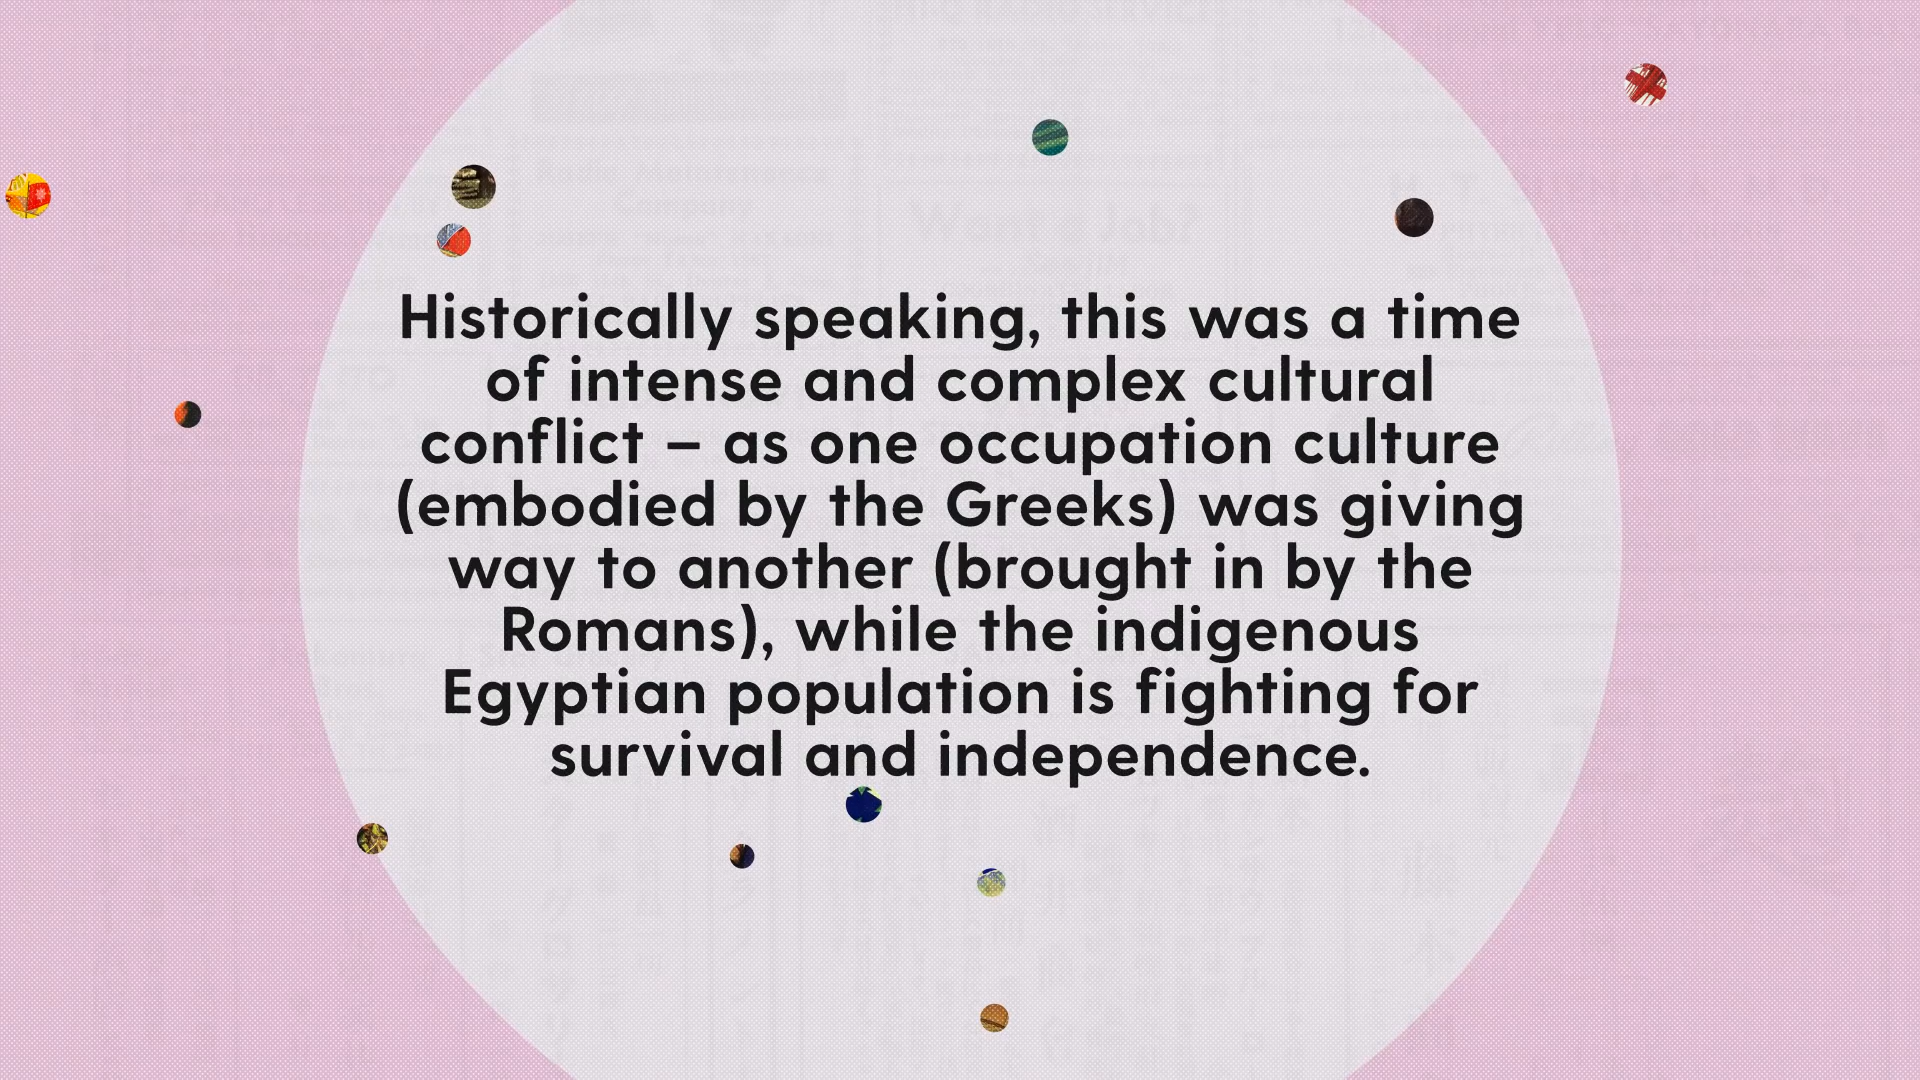 Historically speaking, this was a time
of intense and complex cultural
conflict – as one occupation culture
(embodied by the Greeks) was giving
way to another (brought in by the
Romans), while the indigenous
Egyptian population is fighting for
survival and independence.